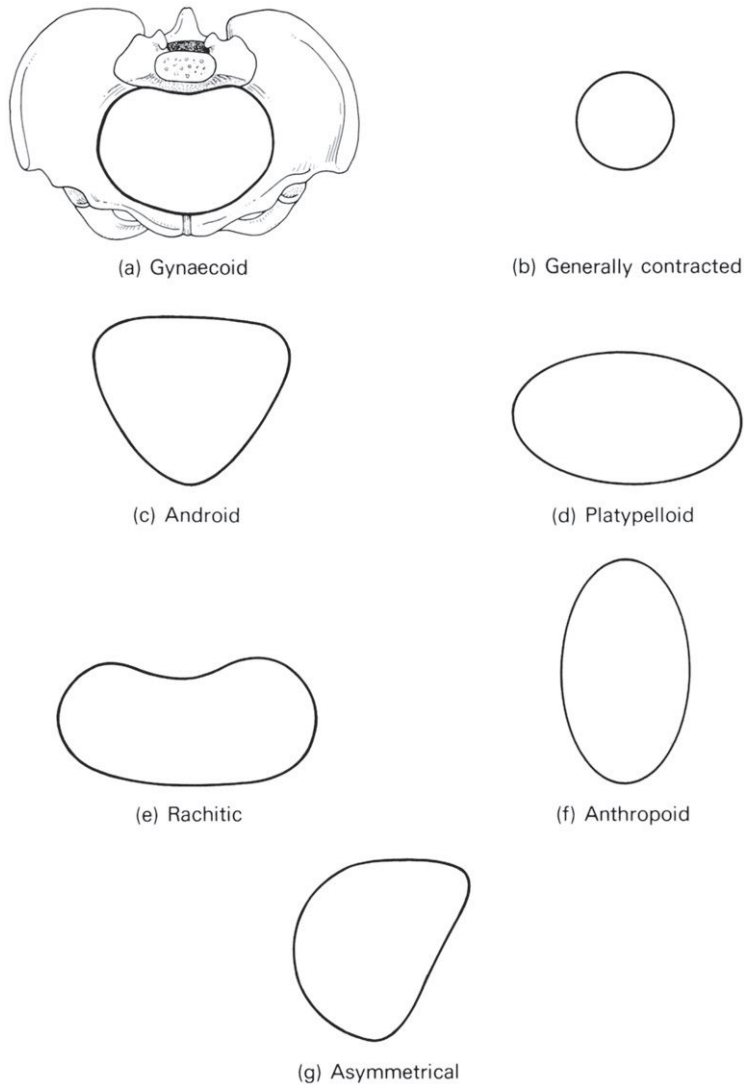 (a) Gynaecoid
(b) Generally contracted
(c) Android
(d) Platypelloid
(e) Rachitic
(f) Anthropoid
(g) Asymmetrical